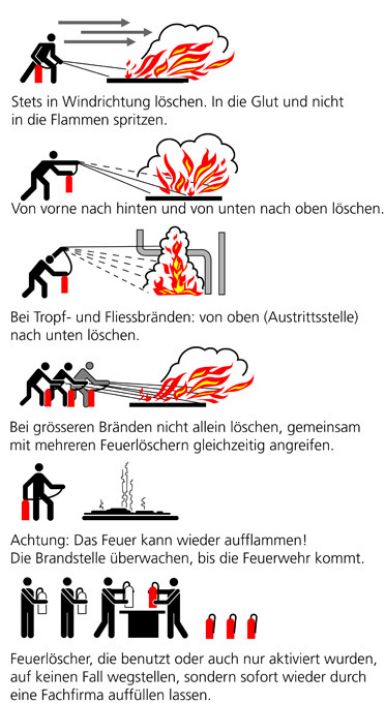 Stets in Windrichtung löschen. In die Glut und nicht
in die Flammen spritzen.
Von vorne nach hinten und von unten nach oben löschen.
Bei Tropf- und Fliessbränden: von oben (Austrittsstelle)
nach unten löschen.
Bei grösseren Bränden nicht allein löschen, gemeinsam
mit mehreren Feuerlöschern gleichzeitig angreifen.
Achtung: Das Feuer kann wieder aufflammen!
Die Brandstelle überwachen, bis die Feuerwehr kommt.
Feuerlöscher, die benutzt oder auch nur aktiviert wurden,
auf keinen Fall wegstellen, sondern sofort wieder durch
eine Fachfirma auffüllen lassen.